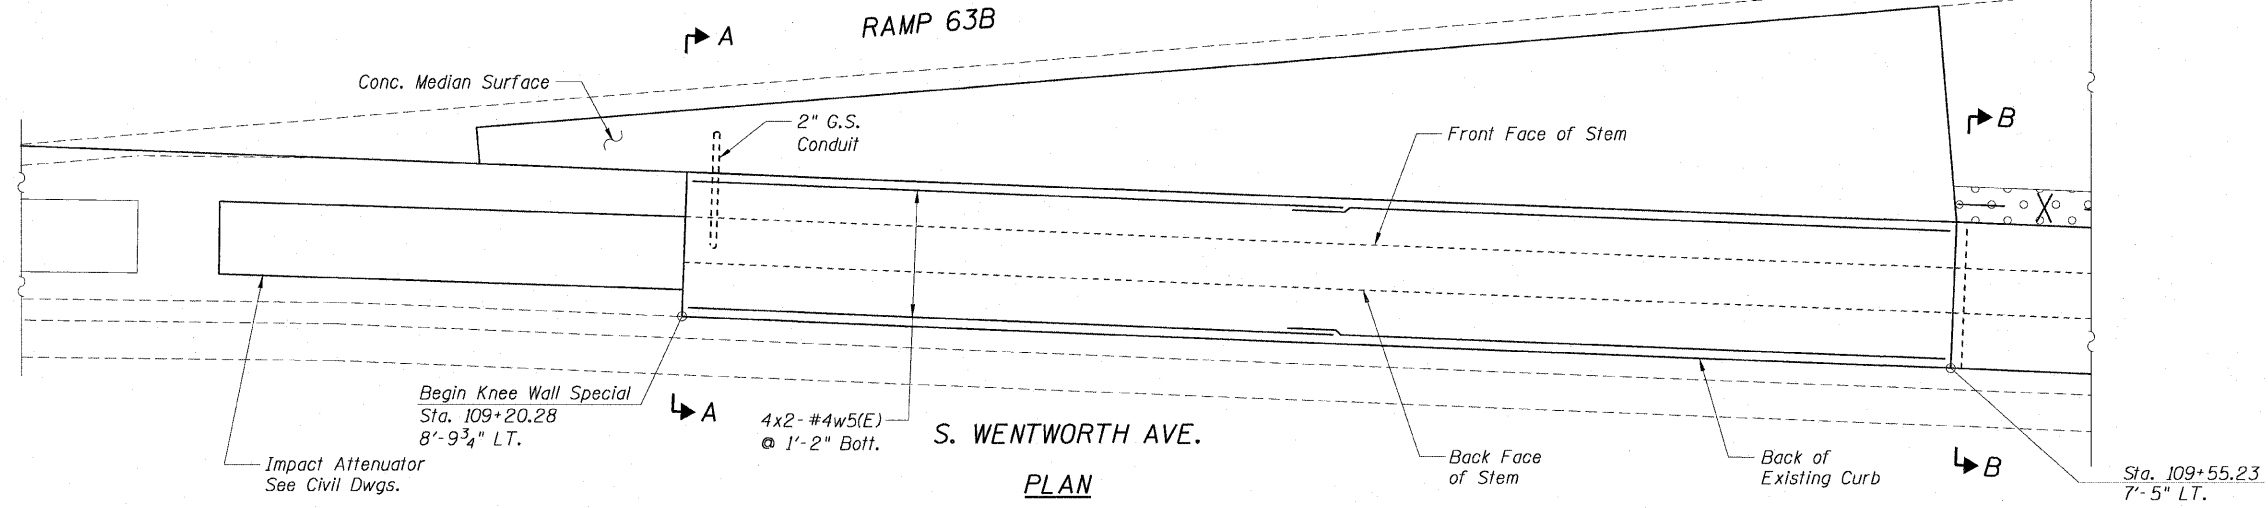 A
RAMP 63B
Conc. Median Surface
2" G.S.
Conduit
Front Face of Stem
B
Begin Knee Wall Special
Sta. 109+20.28
8'-9¾" LT.
A
4x2-#4w5(E)
@ 1'-2" Bott.
S. WENTWORTH AVE.
PLAN
Impact Attenuator
See Civil Dwgs.
Back Face
of Stem
Back of
Existing Curb
B
Sta. 109+55.23
7'-5" LT.